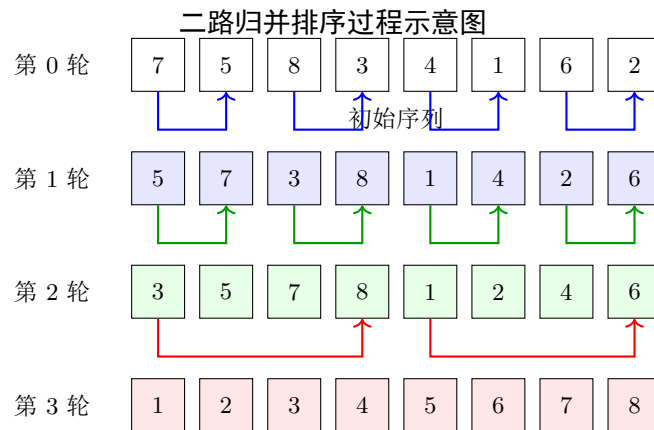 二路归并排序过程示意图
第 0 轮 7 5 8 3 4 1 6 2
初始序列
第 1 轮 5 7 3 8 1 4 2 6
第 2 轮 3 5 7 8 1 2 4 6
第 3 轮 1 2 3 4 5 6 7 8